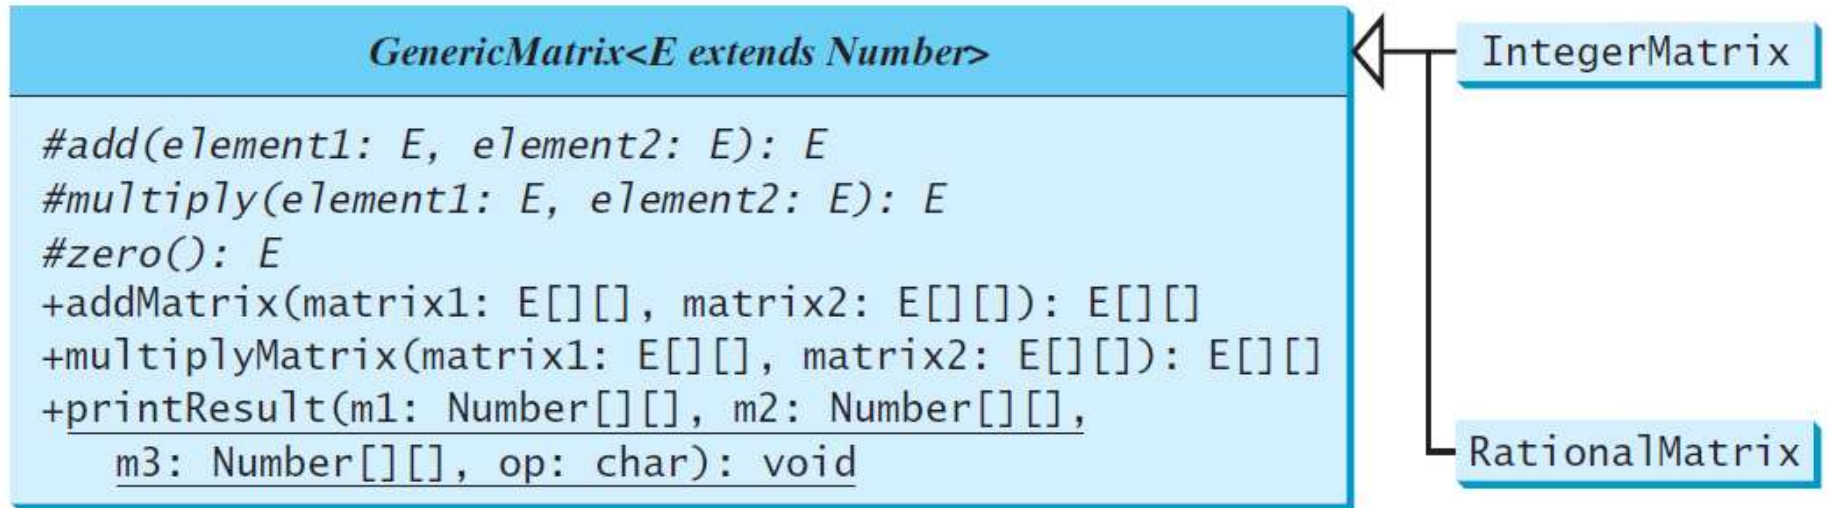 GenericMatrix<E extends Number>
#add(element1: E, element2: E): E
#multiply(element1: E, element2: E): E
#zero(): E
+addMatrix(matrix1: E[][], matrix2: E[][]): E[][]
+multiplyMatrix(matrix1: E[][], matrix2: E[][]): E[][]
+printResult(m1: Number[][], m2: Number[][],
m3: Number[][], op: char): void
IntegerMatrix
RationalMatrix